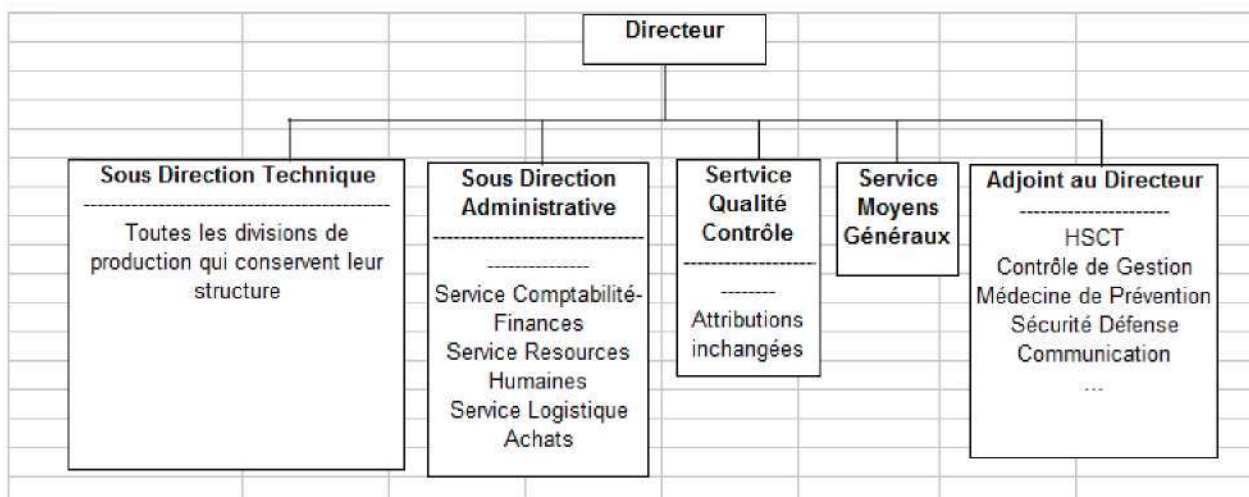 Directeur
Sous Direction Technique
---------------------------------------------
Toutes les divisions de
production qui conservent leur
structure
Sous Direction
Administrative
-------------------------------
---------------
Service Comptabilité-
Finances
Service Resources
Humaines
Service Logistique
Achats
Sertvice
Qualité
Contrôle
-------------------
--------
Attributions
inchangées
Service
Moyens
Généraux
Adjoint au Directeur
----------------------
HSCT
Contrôle de Gestion
Médecine de Prévention
Sécurité Défense
Communication
...